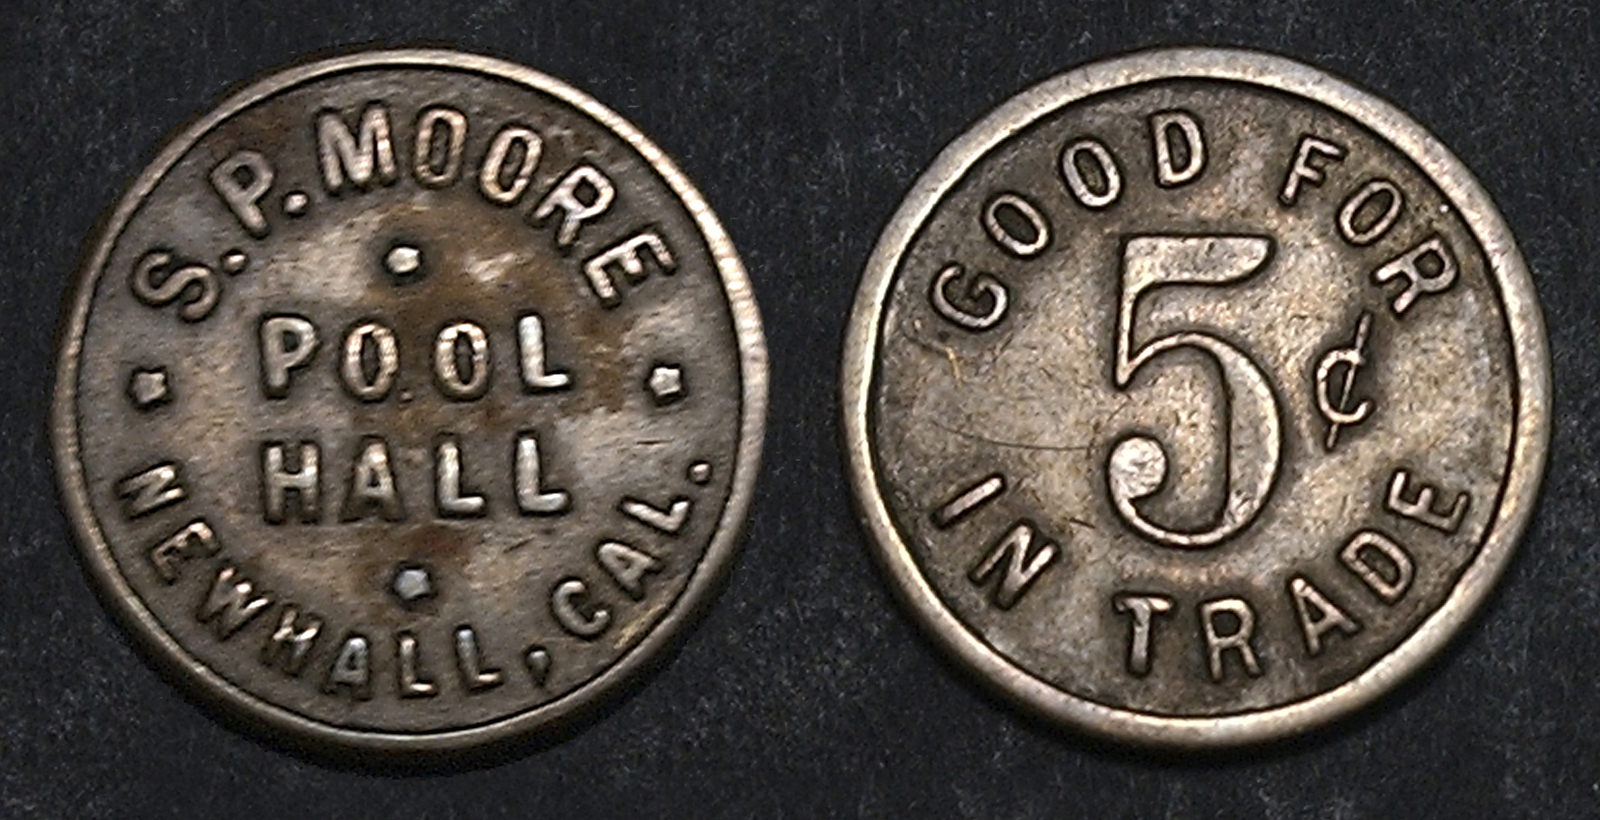 S. P. MOORE
POOL
HALL
NEWHALL, CAL.
GOOD FOR
5¢
IN TRADE